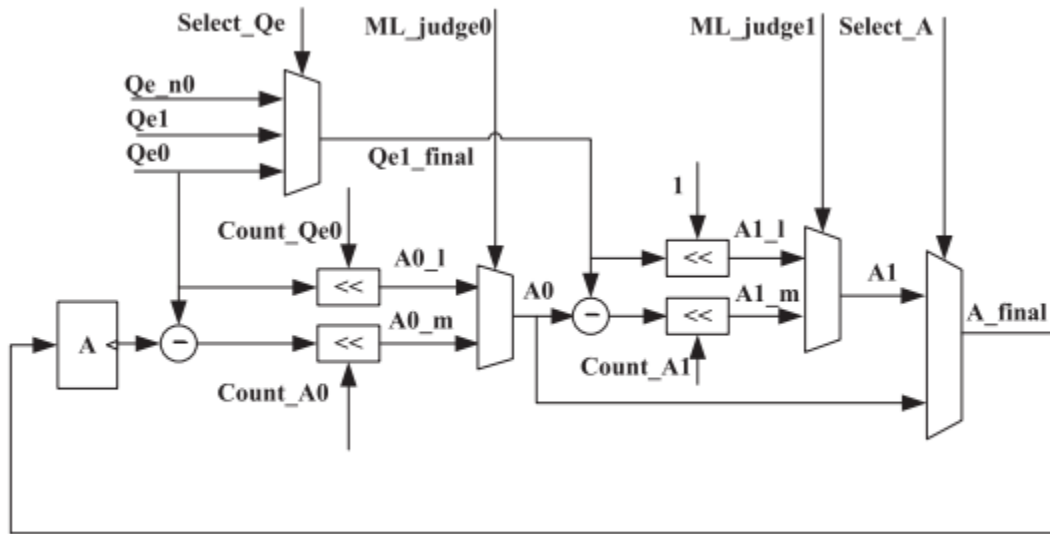 Select_Qe
ML_judge0
ML_judge1
Select_A
Qe_n0
Qe1
Qe0
Qe1_final
1
Count_Qe0
A0_l
A1_l
<<
<<
A0
A1
A0_m
A1_m
A_final
A
−
<<
−
<<
Count_A0
Count_A1